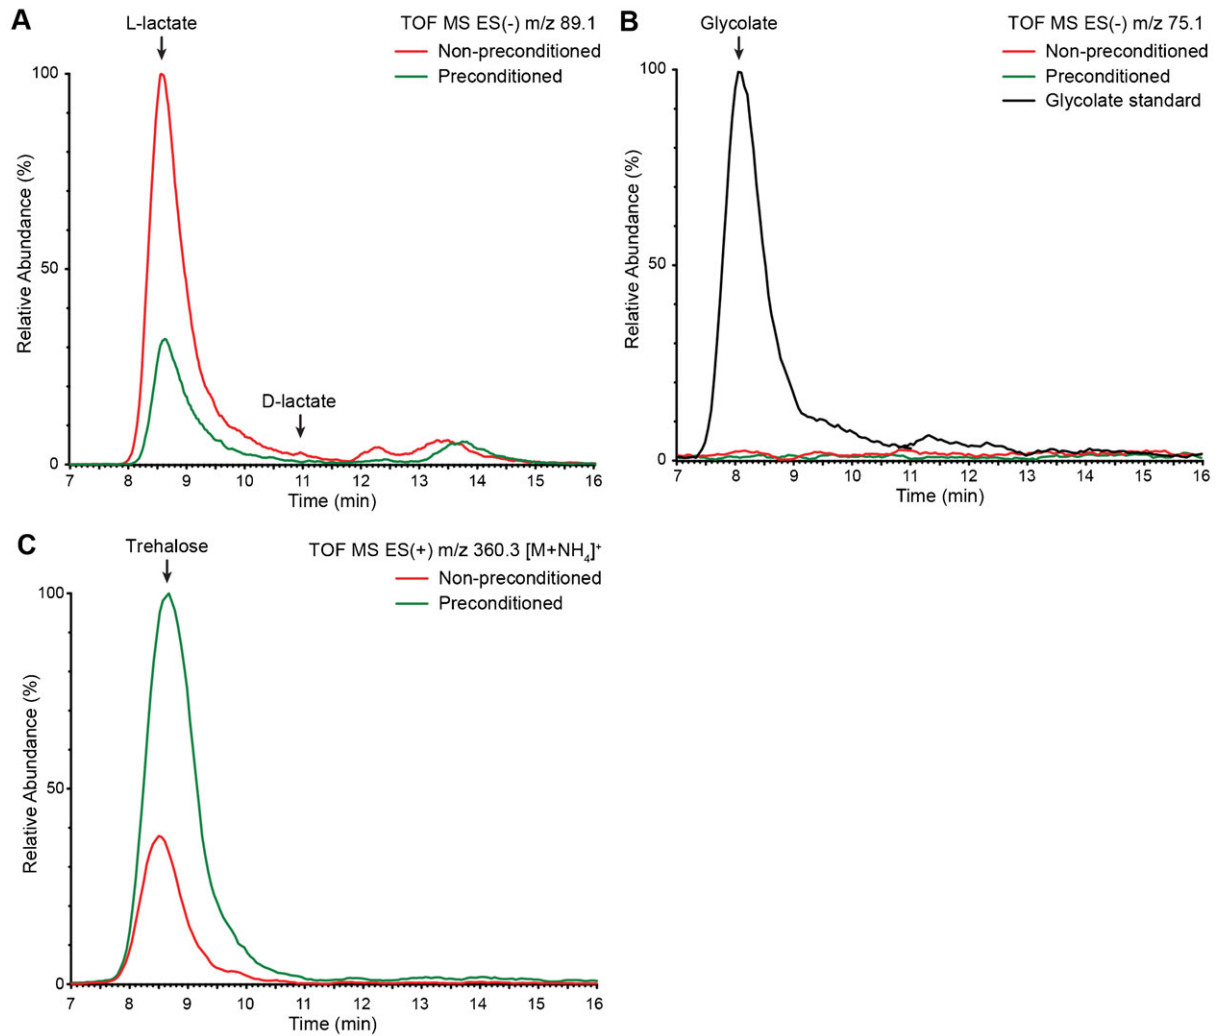 A
L-lactate
TOF MS ES(-) m/z 89.1
Non-preconditioned
Preconditioned
100
50
0
Relative Abundance (%)
D-lactate
7 8 9 10 11 12 13 14 15 16
Time (min)
B
Glycolate
TOF MS ES(-) m/z 75.1
Non-preconditioned
Preconditioned
Glycolate standard
100
50
0
Relative Abundance (%)
7 8 9 10 11 12 13 14 15 16
Time (min)
C
Trehalose
TOF MS ES(+) m/z 360.3 [M+NH₄]⁺
Non-preconditioned
Preconditioned
100
50
0
Relative Abundance (%)
7 8 9 10 11 12 13 14 15 16
Time (min)